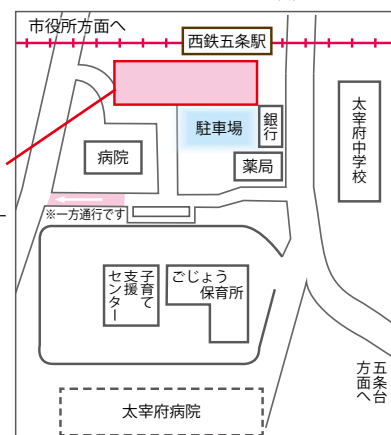 市役所方面へ
西鉄五条駅
駐車場
銀行
太宰府中学校
病院
薬局
※一方通行です
子育て
支援
センター
ごじょう
保育所
五条台
方面へ
太宰府病院